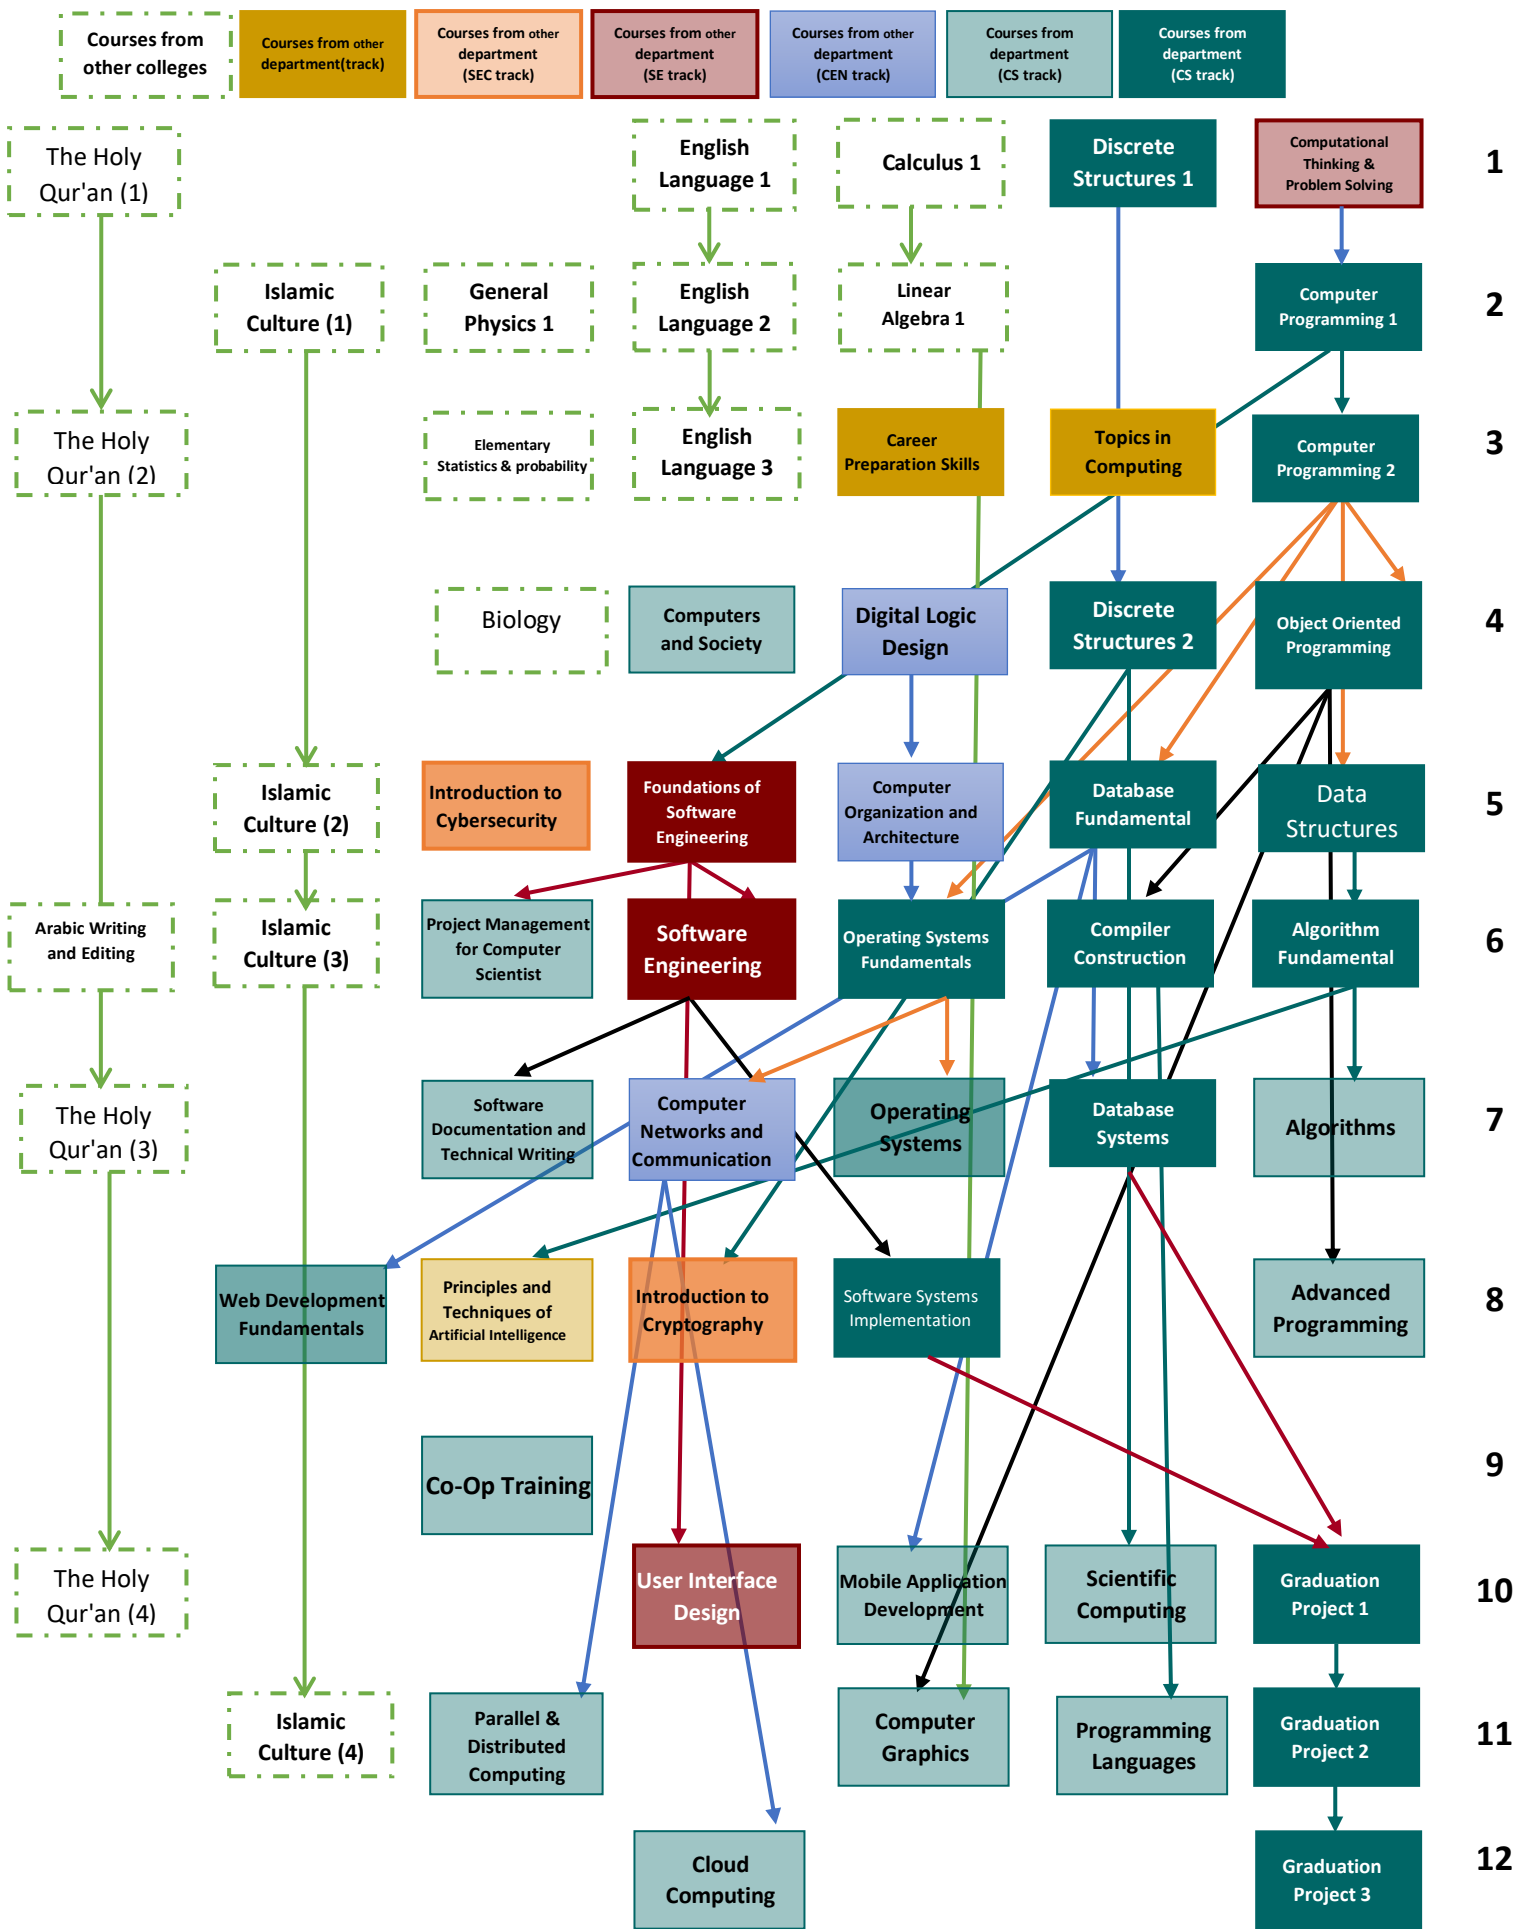 Courses from
other colleges
Courses from other
department(track)
Courses from other
department
(SEC track)
Courses from other
department
(SE track)
Courses from other
department
(CEN track)
Courses from
department
(CS track)
Courses from
department
(CS track)
The Holy
Qur'an (1)
English
Language 1
Calculus 1
Discrete
Structures 1
Computational
Thinking &
Problem Solving
1
Islamic
Culture (1)
General
Physics 1
English
Language 2
Linear
Algebra 1
Computer
Programming 1
2
The Holy
Qur'an (2)
Elementary
Statistics & probability
English
Language 3
Career
Preparation Skills
Topics in
Computing
Computer
Programming 2
3
Biology
Computers
and Society
Digital Logic
Design
Discrete
Structures 2
Object Oriented
Programming
4
Islamic
Culture (2)
Introduction to
Cybersecurity
Foundations of
Software
Engineering
Computer
Organization and
Architecture
Database
Fundamental
Data
Structures
5
Arabic Writing
and Editing
Islamic
Culture (3)
Project Management
for Computer
Scientist
Software
Engineering
Operating Systems
Fundamentals
Compiler
Construction
Algorithm
Fundamental
6
The Holy
Qur'an (3)
Software
Documentation and
Technical Writing
Computer
Networks and
Communication
Operating
Systems
Database
Systems
Algorithms
7
Web Development
Fundamentals
Principles and
Techniques of
Artificial Intelligence
Introduction to
Cryptography
Software Systems
Implementation
Advanced
Programming
8
Co-Op Training
9
The Holy
Qur'an (4)
User Interface
Design
Mobile Application
Development
Scientific
Computing
Graduation
Project 1
10
Islamic
Culture (4)
Parallel &
Distributed
Computing
Computer
Graphics
Programming
Languages
Graduation
Project 2
11
Cloud
Computing
Graduation
Project 3
12